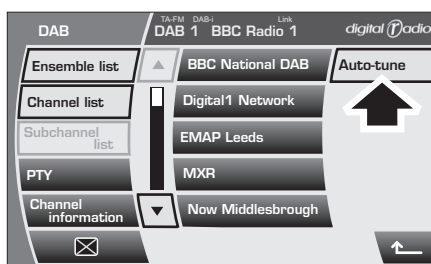 DAB
TA-FM DAB-i Link
DAB 1 BBC Radio 1
digital radio
Ensemble list
BBC National DAB
Auto-tune
Channel list
Digital1 Network
Subchannel
list
EMAP Leeds
PTY
MXR
Channel
information
Now Middlesbrough